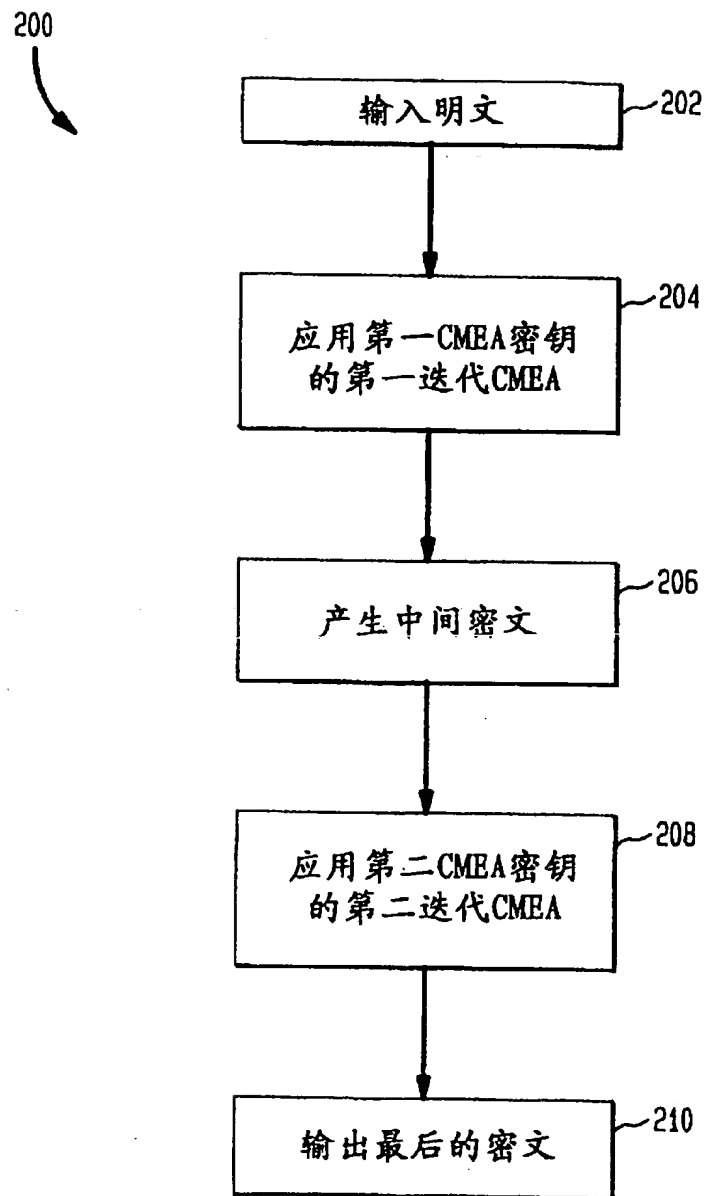 200
输入明文
202
应用第一CMEA密钥
的第一迭代CMEA
204
产生中间密文
206
应用第二CMEA密钥
的第二迭代CMEA
208
输出最后的密文
210